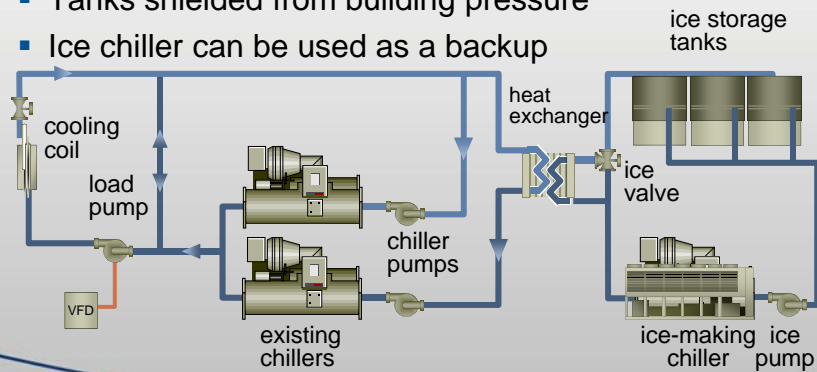 ▪ Tanks shielded from building pressure
▪ Ice chiller can be used as a backup
ice storage
tanks
heat
exchanger
cooling
coil
load
pump
ice
valve
chiller
pumps
VFD
existing
chillers
ice-making
chiller
ice
pump